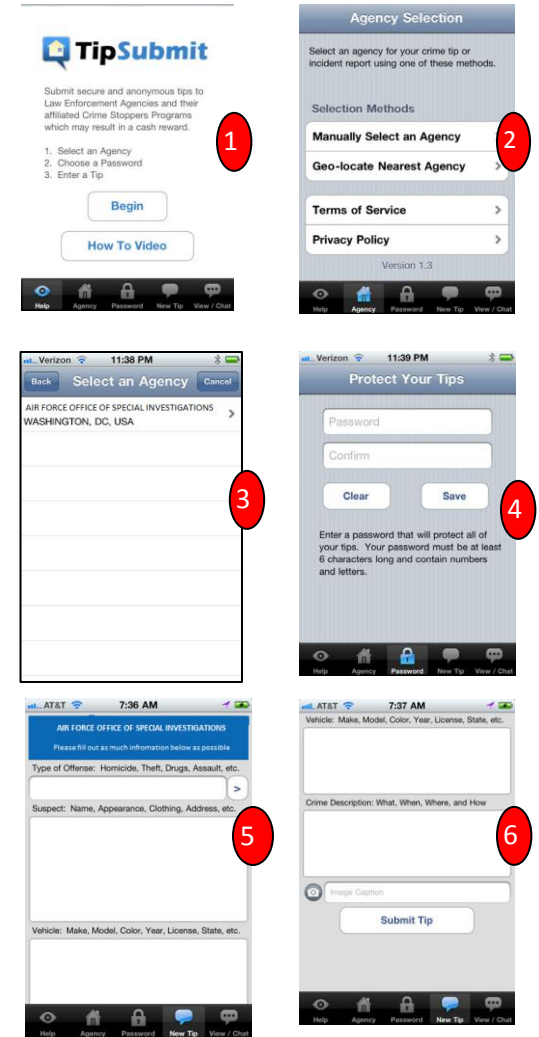 TipSubmit
Submit secure and anonymous tips to
Law Enforcement Agencies and their
affiliated Crime Stoppers Programs
which may result in a cash reward.
1. Select an Agency
2. Choose a Password
3. Enter a Tip
Begin
How To Video
Help Agency Password New Tip View / Chat
1
Agency Selection
Select an agency for your crime tip or
incident report using one of these methods.
Selection Methods
Manually Select an Agency
Geo-locate Nearest Agency >
Terms of Service >
Privacy Policy >
Version 1.3
Help Agency Password New Tip View / Chat
2
Verizon 11:38 PM
Back Select an Agency Cancel
AIR FORCE OFFICE OF SPECIAL INVESTIGATIONS >
WASHINGTON, DC, USA
3
Verizon 11:39 PM
Protect Your Tips
Password
Confirm
Clear Save
Enter a password that will protect all of
your tips. Your password must be at least
6 characters long and contain numbers
and letters.
Help Agency Password New Tip View / Chat
4
AT&T 7:36 AM
AIR FORCE OFFICE OF SPECIAL INVESTIGATIONS
Please fill out as much infromation below as possible
Type of Offense: Homicide, Theft, Drugs, Assault, etc.
>
Suspect: Name, Appearance, Clothing, Address, etc.
Vehicle: Make, Model, Color, Year, License, State, etc.
Help Agency Password New Tip View / Chat
5
AT&T 7:37 AM
Vehicle: Make, Model, Color, Year, License, State, etc.
Crime Description: What, When, Where, and How
Image Caption
Submit Tip
Help Agency Password New Tip View / Chat
6